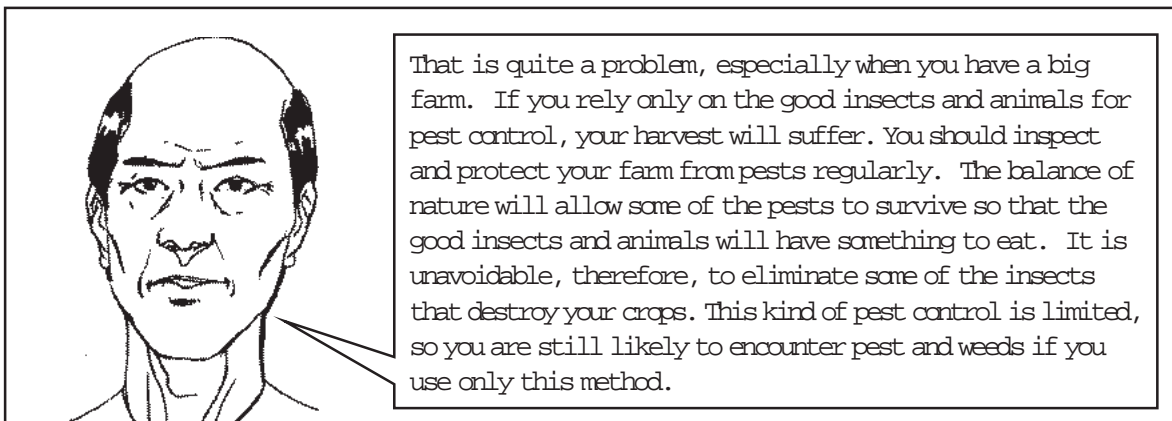 That is quite a problem, especially when you have a big
farm. If you rely only on the good insects and animals for
pest control, your harvest will suffer. You should inspect
and protect your farm from pests regularly. The balance of
nature will allow some of the pests to survive so that the
good insects and animals will have something to eat. It is
unavoidable, therefore, to eliminate some of the insects
that destroy your crops. This kind of pest control is limited,
so you are still likely to encounter pest and weeds if you
use only this method.